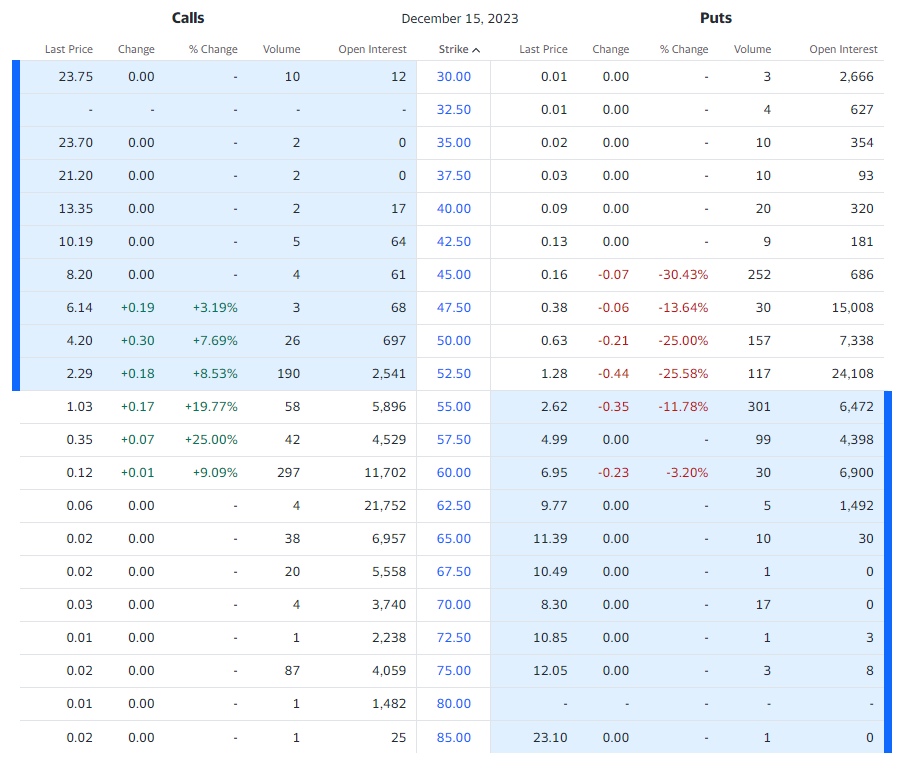 Calls December 15, 2023 Puts
Last Price Change % Change Volume Open Interest Strike Last Price Change % Change Volume Open Interest
23.75 0.00 - 10 12 30.00 0.01 0.00 - 3 2,666
- - - - - 32.50 0.01 0.00 - 4 627
23.70 0.00 - 2 0 35.00 0.02 0.00 - 10 354
21.20 0.00 - 2 0 37.50 0.03 0.00 - 10 93
13.35 0.00 - 2 17 40.00 0.09 0.00 - 20 320
10.19 0.00 - 5 64 42.50 0.13 0.00 - 9 181
8.20 0.00 - 4 61 45.00 0.16 -0.07 -30.43% 252 686
6.14 +0.19 +3.19% 3 68 47.50 0.38 -0.06 -13.64% 30 15,008
4.20 +0.30 +7.69% 26 697 50.00 0.63 -0.21 -25.00% 157 7,338
2.29 +0.18 +8.53% 190 2,541 52.50 1.28 -0.44 -25.58% 117 24,108
1.03 +0.17 +19.77% 58 5,896 55.00 2.62 -0.35 -11.78% 301 6,472
0.35 +0.07 +25.00% 42 4,529 57.50 4.99 0.00 - 99 4,398
0.12 +0.01 +9.09% 297 11,702 60.00 6.95 -0.23 -3.20% 30 6,900
0.06 0.00 - 4 21,752 62.50 9.77 0.00 - 5 1,492
0.02 0.00 - 38 6,957 65.00 11.39 0.00 - 10 30
0.02 0.00 - 20 5,558 67.50 10.49 0.00 - 1 0
0.03 0.00 - 4 3,740 70.00 8.30 0.00 - 17 0
0.01 0.00 - 1 2,238 72.50 10.85 0.00 - 1 3
0.02 0.00 - 87 4,059 75.00 12.05 0.00 - 3 8
0.01 0.00 - 1 1,482 80.00 - - - - -
0.02 0.00 - 1 25 85.00 23.10 0.00 - 1 0